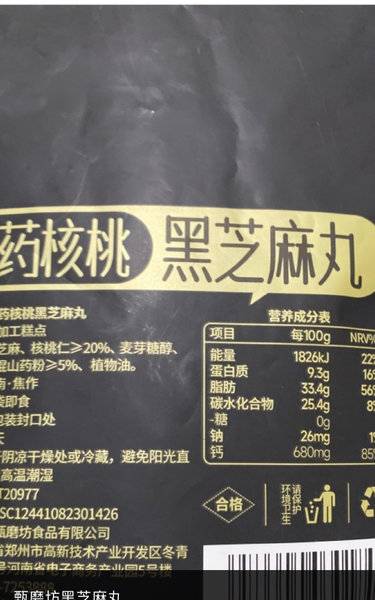 药核桃 黑芝麻丸
药核桃黑芝麻丸
加工糕点
芝麻、核桃仁≥20%、麦芽糖醇、
山药粉≥5%、植物油。
南·焦作
即食
包装封口处
天
阴凉干燥处或冷藏，避免阳光直
高温潮湿
T20977
SC12441082301426
甄磨坊食品有限公司
省郑州市高新技术产业开发区冬青
号河南省电子商务产业园5号楼
-7253888
营养成分表
项目 每100g NRV%
能量 1826kJ 22%
蛋白质 9.3g 16
脂肪 33.4g 56
碳水化合物 25.4g 8
-糖 0g
钠 26mg 1
钙 680mg 85
合格
请保护
环境卫生
甄磨坊黑芝麻丸